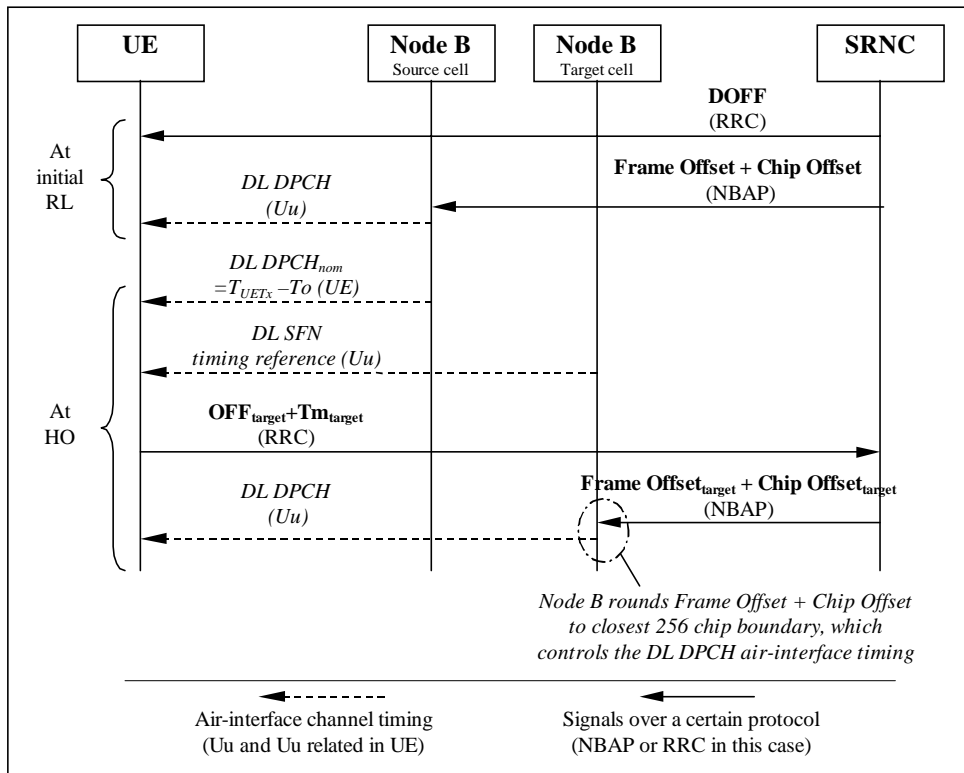 UE
Node B
Source cell
Node B
Target cell
SRNC
DOFF
(RRC)
At
initial
RL
Frame Offset + Chip Offset
(NBAP)
DL DPCH
(Uu)
DL DPCHnom
=TUETx –To (UE)
DL SFN
timing reference (Uu)
At
HO
OFFtarget+Tmtarget
(RRC)
Frame Offsettarget + Chip Offsettarget
(NBAP)
DL DPCH
(Uu)
Node B rounds Frame Offset + Chip Offset
to closest 256 chip boundary, which
controls the DL DPCH air-interface timing
Air-interface channel timing
(Uu and Uu related in UE)
Signals over a certain protocol
(NBAP or RRC in this case)